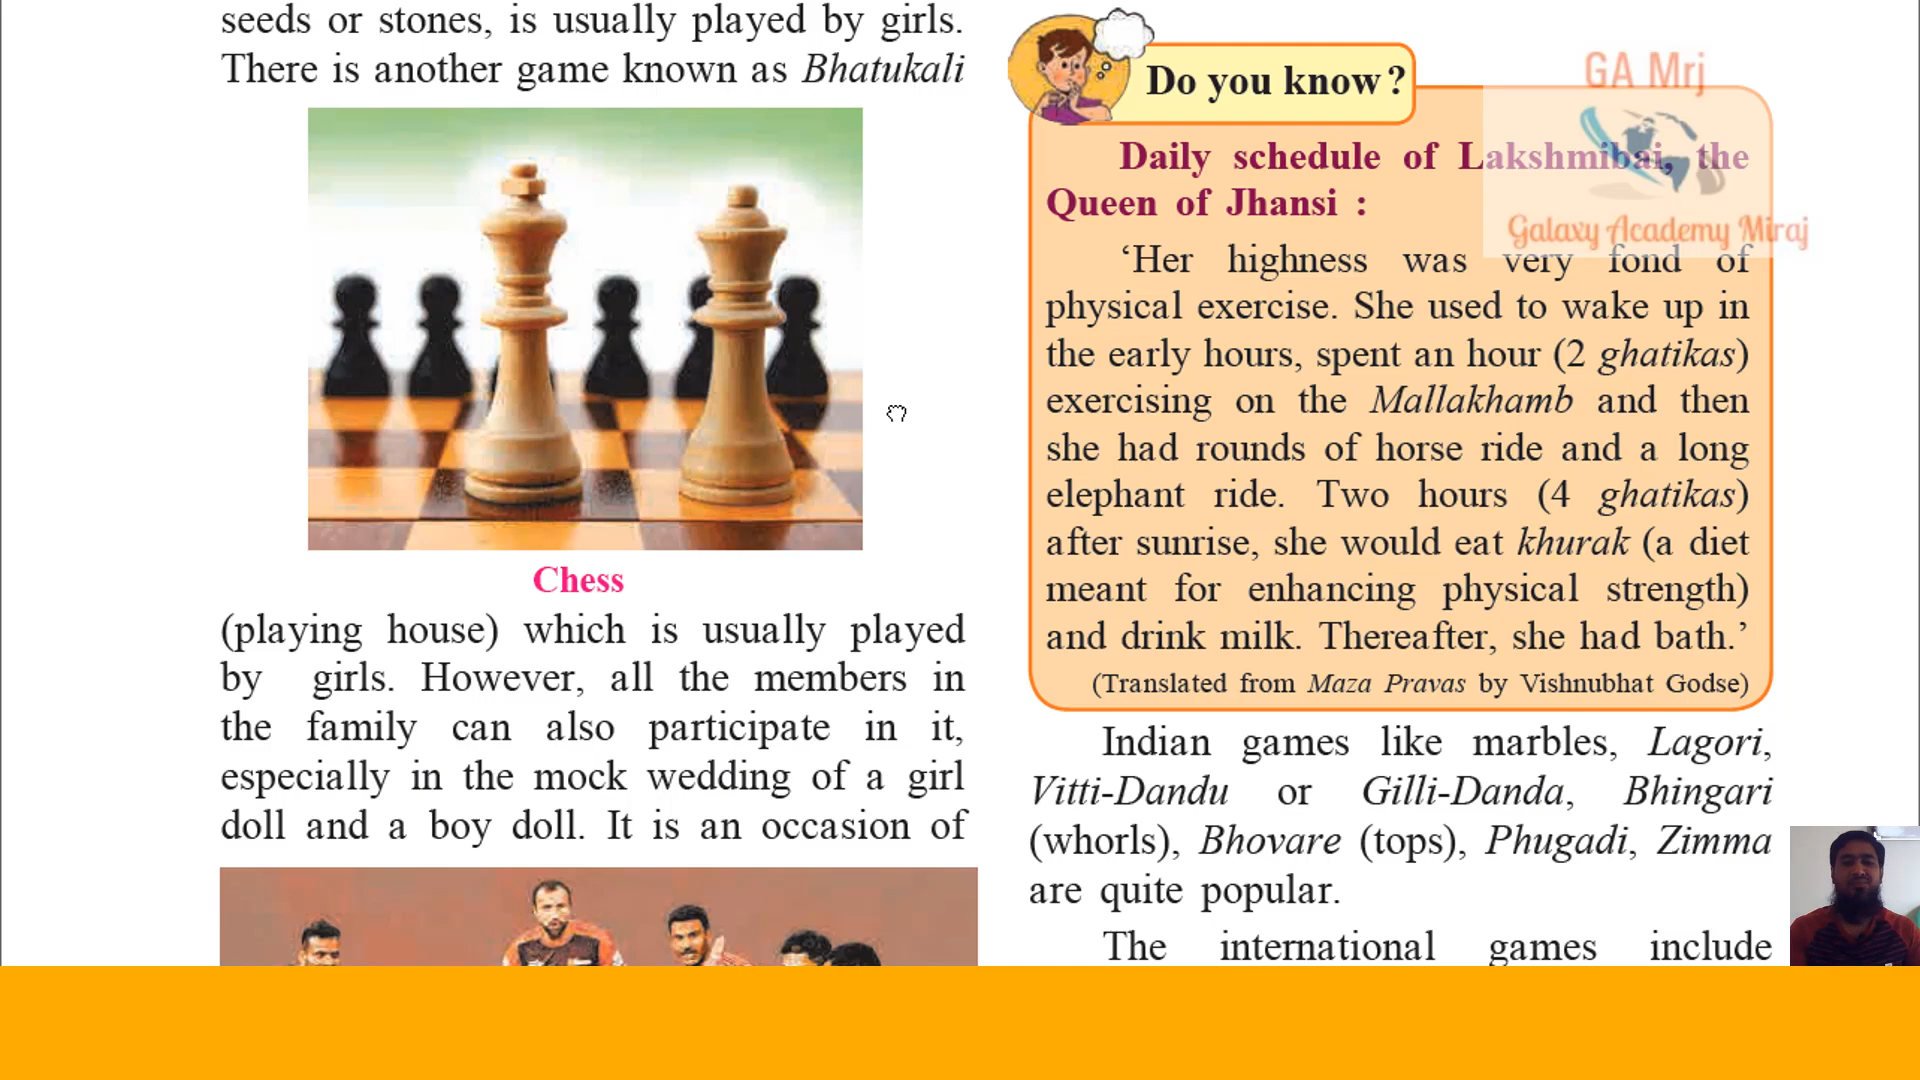 seeds or stones, is usually played by girls.
There is another game known as Bhatukali
Chess
(playing house) which is usually played
by girls. However, all the members in
the family can also participate in it,
especially in the mock wedding of a girl
doll and a boy doll. It is an occasion of
Do you know?
Daily schedule of Lakshmibai, the
Queen of Jhansi :
‘Her highness was very fond of
physical exercise. She used to wake up in
the early hours, spent an hour (2 ghatikas)
exercising on the Mallakhamb and then
she had rounds of horse ride and a long
elephant ride. Two hours (4 ghatikas)
after sunrise, she would eat khurak (a diet
meant for enhancing physical strength)
and drink milk. Thereafter, she had bath.’
(Translated from Maza Pravas by Vishnubhat Godse)
Indian games like marbles, Lagori,
Vitti-Dandu or Gilli-Danda, Bhingari
(whorls), Bhovare (tops), Phugadi, Zimma
are quite popular.
The international games include
GA Mrj
Galaxy Academy Miraj